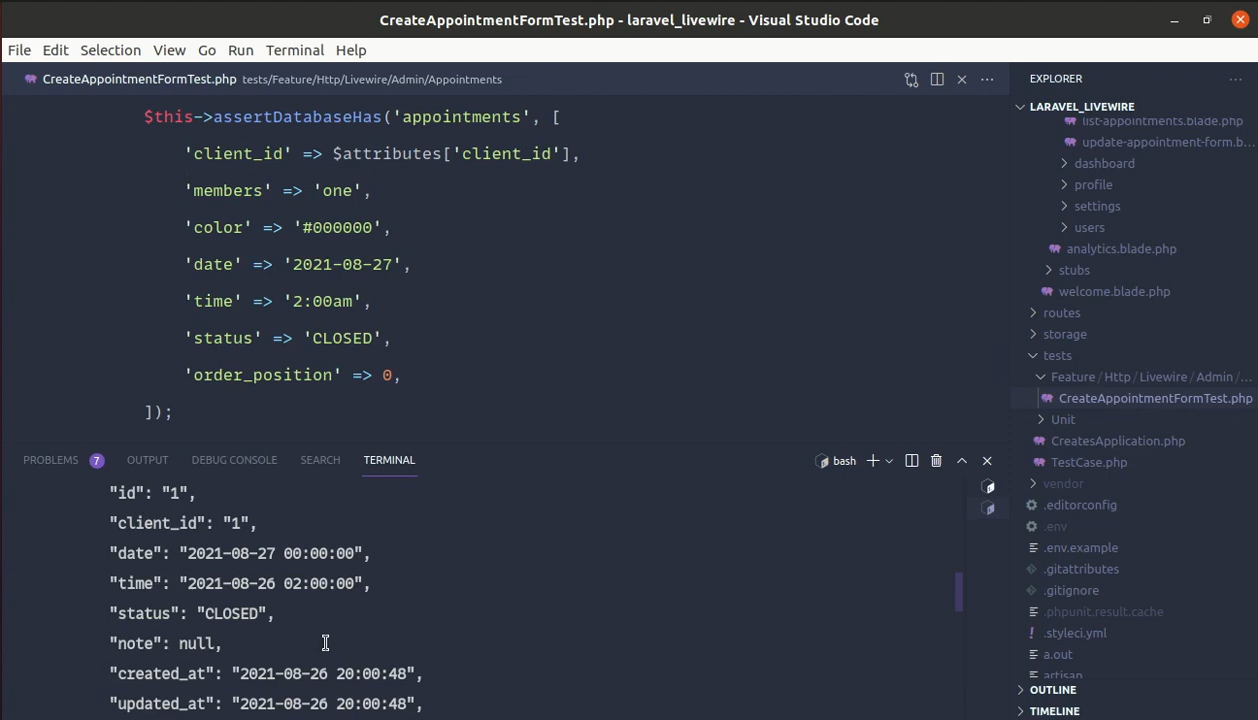 CreateAppointmentFormTest.php - laravel_livewire - Visual Studio Code
File Edit Selection View Go Run Terminal Help
CreateAppointmentFormTest.php tests/Feature/Http/Livewire/Admin/Appointments
$this->assertDatabaseHas('appointments', [
'client_id' => $attributes['client_id'],
'members' => 'one',
'color' => '#000000',
'date' => '2021-08-27',
'time' => '2:00am',
'status' => 'CLOSED',
'order_position' => 0,
]);
PROBLEMS 7 OUTPUT DEBUG CONSOLE SEARCH TERMINAL
bash
"id": "1",
"client_id": "1",
"date": "2021-08-27 00:00:00",
"time": "2021-08-26 02:00:00",
"status": "CLOSED",
"note": null,
"created_at": "2021-08-26 20:00:48",
"updated_at": "2021-08-26 20:00:48",
EXPLORER
LARAVEL_LIVEWIRE
list-appointments.blade.php
update-appointment-form.b...
dashboard
profile
settings
users
analytics.blade.php
stubs
welcome.blade.php
routes
storage
tests
Feature / Http / Livewire / Admin / ...
CreateAppointmentFormTest.php
Unit
CreatesApplication.php
TestCase.php
vendor
.editorconfig
.env
.env.example
.gitattributes
.gitignore
.phpunit.result.cache
.styleci.yml
a.out
artisan
OUTLINE
TIMELINE